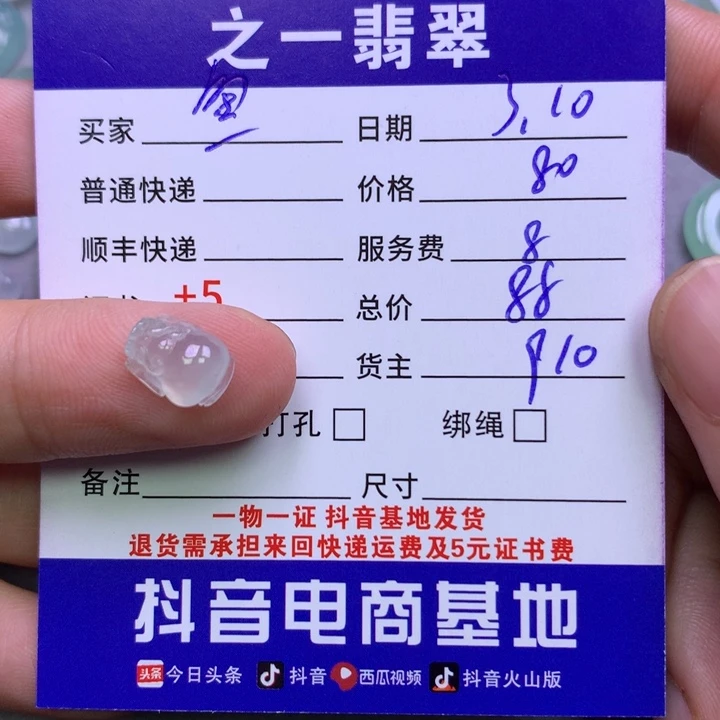 之一翡翠
买家 日期 3.10
普通快递 价格 80
顺丰快递 服务费 8
+5 总价 88
货主 910
打孔 绑绳
备注 尺寸
一物一证 抖音基地发货
退货需承担来回快递运费及5元证书费
抖音电商基地
头条 今日头条 抖音 西瓜视频 抖音火山版